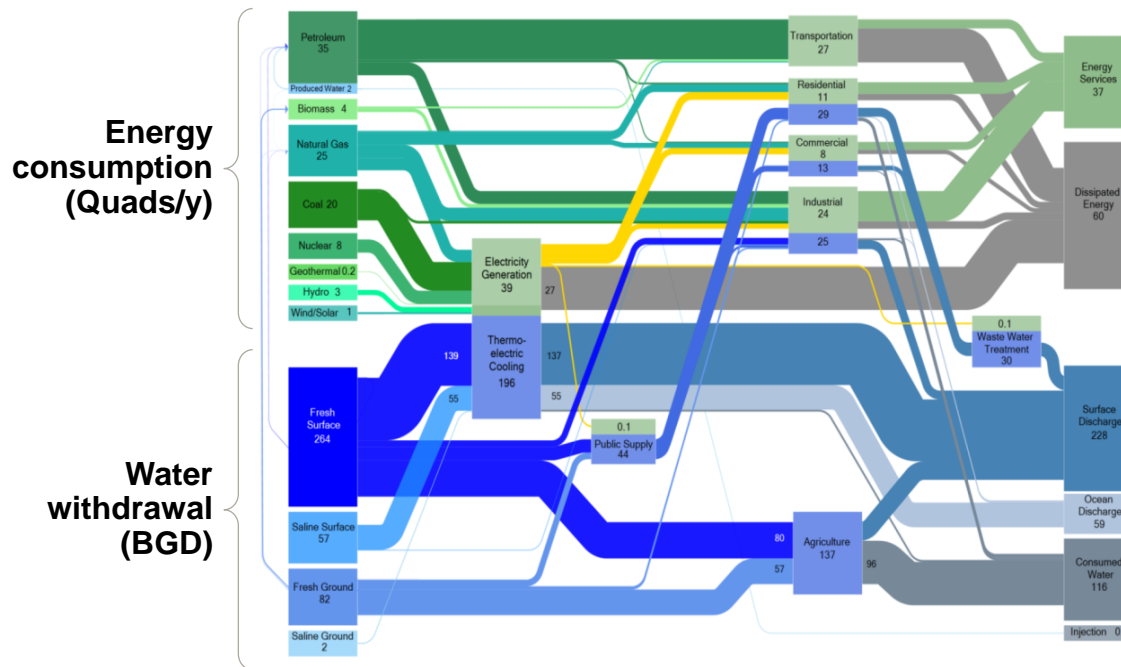 Energy
consumption
(Quads/y)
Water
withdrawal
(BGD)
Petroleum
35
Produced Water 2
Biomass 4
Natural Gas
25
Coal 20
Nuclear 8
Geothermal 0.2
Hydro 3
Wind/Solar 1
Fresh
Surface
264
Saline Surface
57
Fresh Ground
82
Saline Ground
2
Electricity
Generation
39
27
Thermo-
electric
Cooling
196
139
137
55
55
0.1
Public Supply
44
Transportation
27
Residential
11
29
Commercial
8
13
Industrial
24
25
80
57
Agriculture
137
96
0.1
Waste Water
Treatment
30
Energy
Services
37
Dissipated
Energy
60
Surface
Discharge
228
Ocean
Discharge
59
Consumed
Water
116
Injection 0